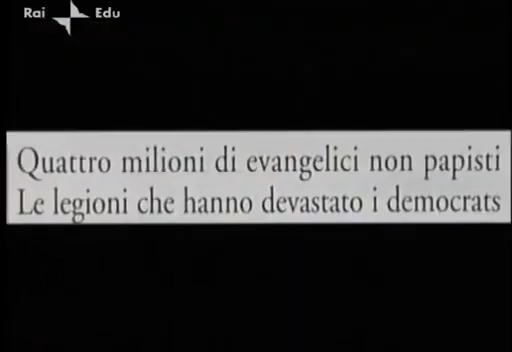 Rai Edu
Quattro milioni di evangelici non papisti
Le legioni che hanno devastato i democrats